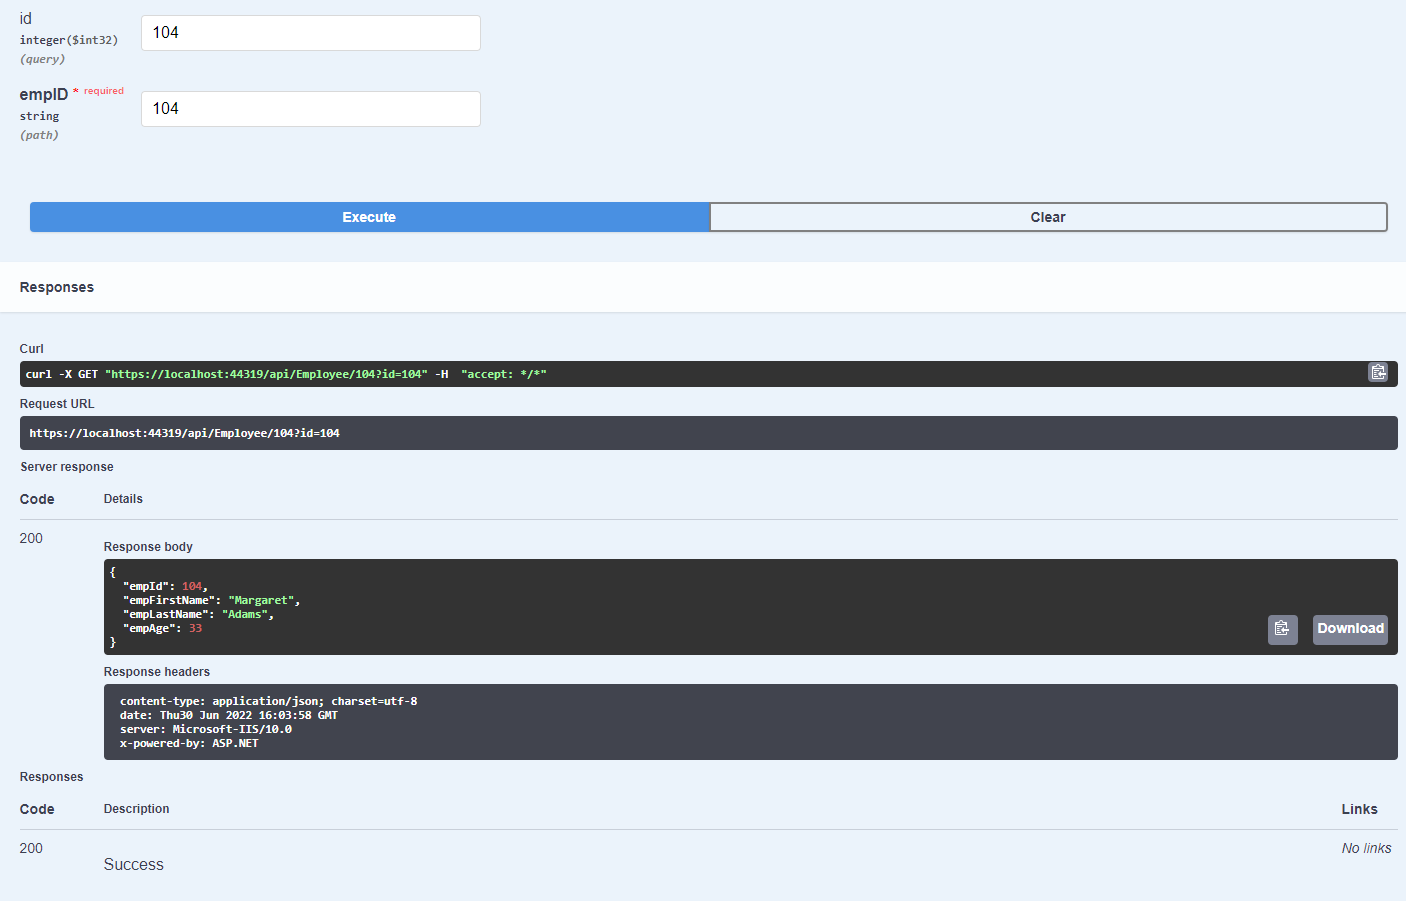 id
integer($int32)
(query)
104
empID * required
string
(path)
104
Execute
Clear
Responses
Curl
curl -X GET "https://localhost:44319/api/Employee/104?id=104" -H  "accept: */*"
Request URL
https://localhost:44319/api/Employee/104?id=104
Server response
Code
Details
200
Response body
{
  "empId": 104,
  "empFirstName": "Margaret",
  "empLastName": "Adams",
  "empAge": 33
}
Download
Response headers
content-type: application/json; charset=utf-8
date: Thu30 Jun 2022 16:03:58 GMT
server: Microsoft-IIS/10.0
x-powered-by: ASP.NET
Responses
Code
Description
Links
200
Success
No links